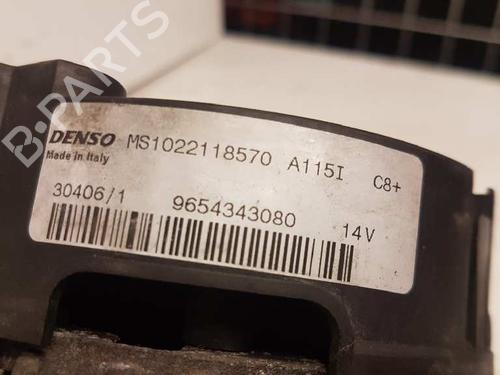 B-PARTS
DENSO MS1022118570 A115I C8+
Made in Italy
30406/1 9654343080 14V